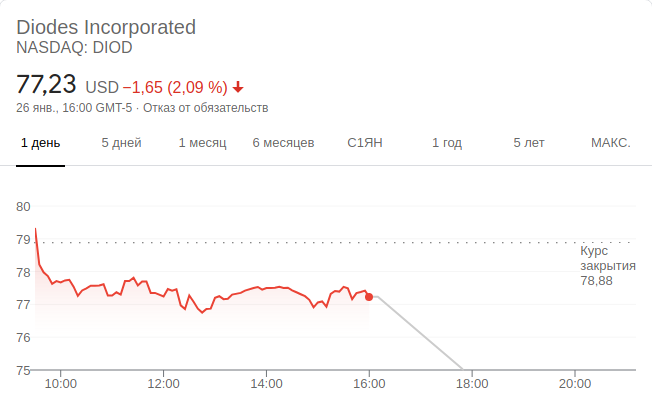 Diodes Incorporated
NASDAQ: DIOD
77,23 USD −1,65 (2,09 %)
26 янв., 16:00 GMT-5 · Отказ от обязательств
1 день 5 дней 1 месяц 6 месяцев С1ЯН 1 год 5 лет МАКС.
80
79
Курс
закрытия
78
78,88
77
76
75
10:00 12:00 14:00 16:00 18:00 20:00